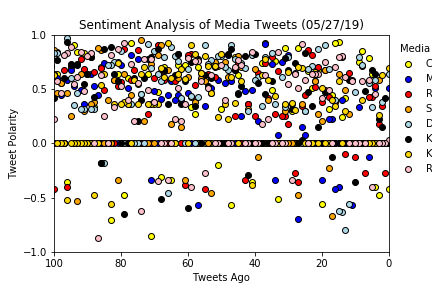 Sentiment Analysis of Media Tweets (05/27/19)
Tweet Polarity
1.0
0.5
0.0
−0.5
−1.0
100
80
60
40
20
0
Tweets Ago
Media
C
M
R
S
D
K
K
R